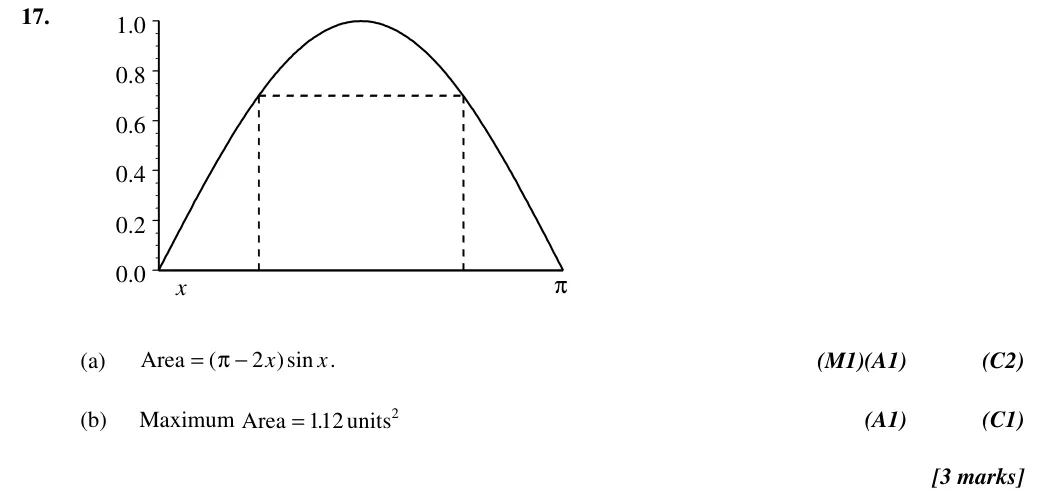 17.
1.0
0.8
0.6
0.4
0.2
0.0
x π
(a) Area = (π − 2x) sin x. (M1)(A1) (C2)
(b) Maximum Area = 1.12 units² (A1) (C1)
[3 marks]